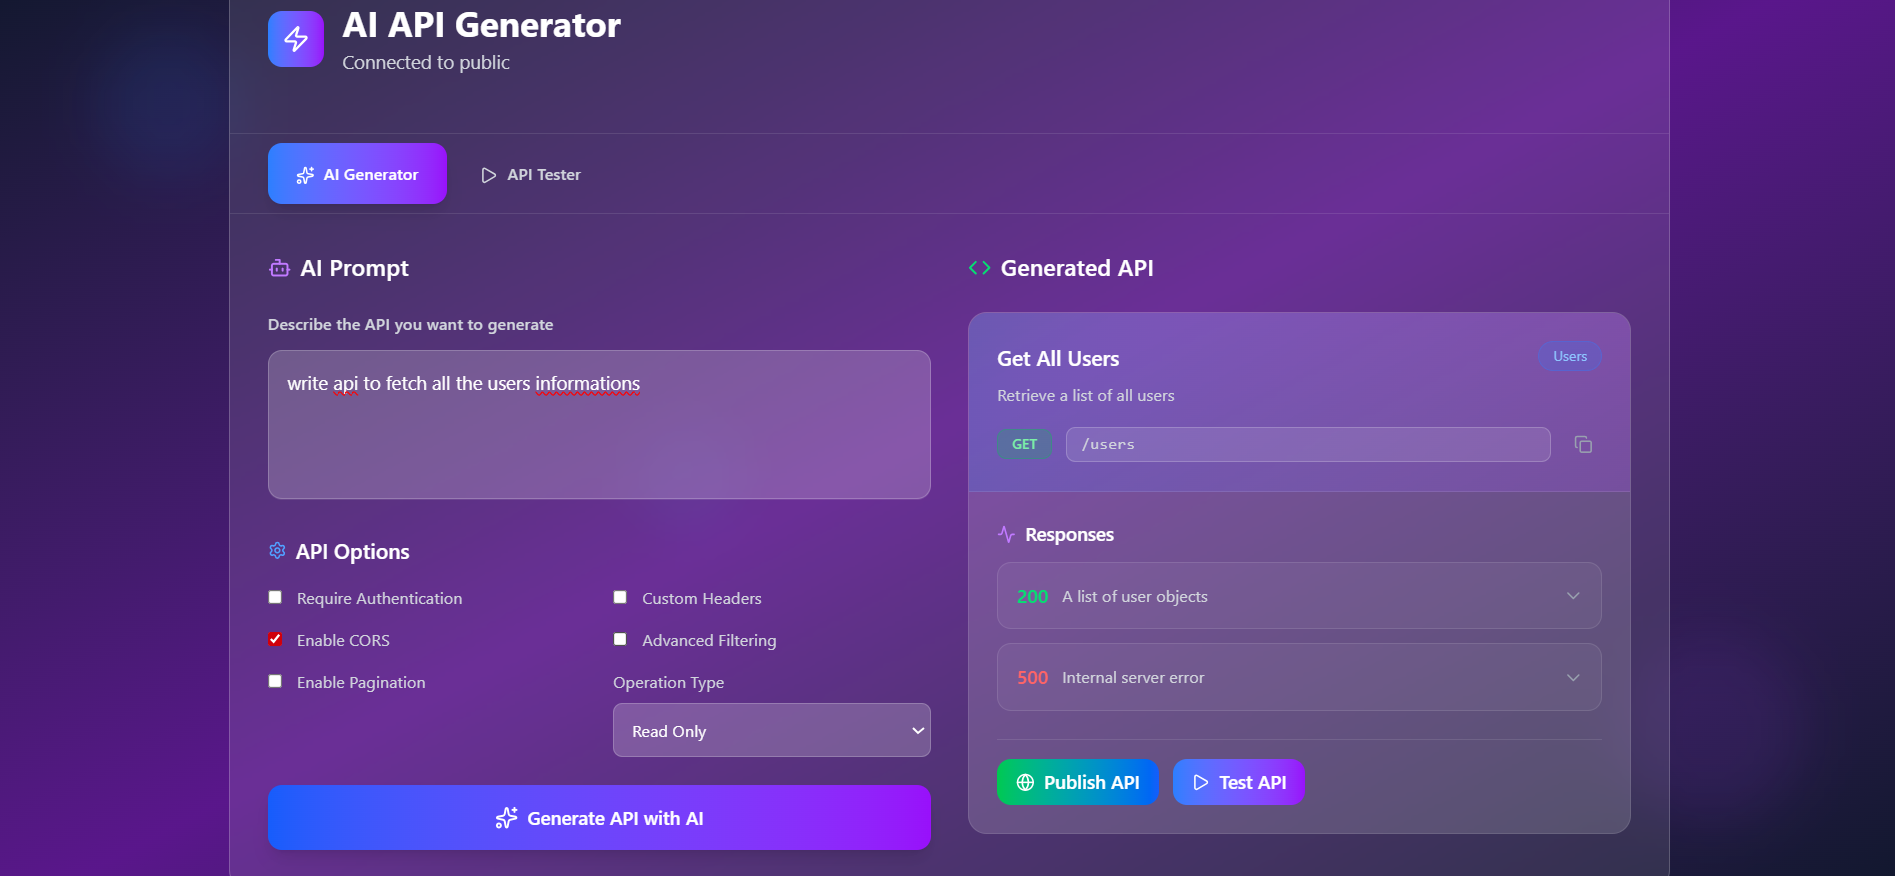 AI API Generator
Connected to public
AI Generator
API Tester
AI Prompt
Describe the API you want to generate
write api to fetch all the users informations
API Options
Require Authentication
Custom Headers
Enable CORS
Advanced Filtering
Enable Pagination
Operation Type
Read Only
Generate API with AI
Generated API
Get All Users
Users
Retrieve a list of all users
GET
/users
Responses
200 A list of user objects
500 Internal server error
Publish API
Test API